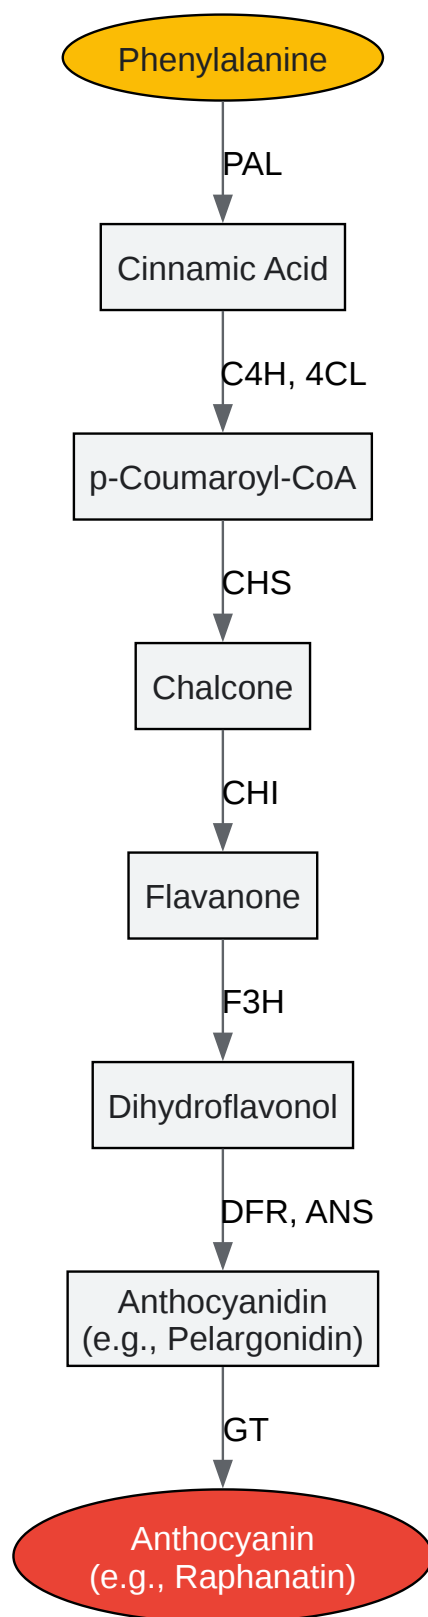 Phenylalanine
PAL
Cinnamic Acid
C4H, 4CL
p-Coumaroyl-CoA
CHS
Chalcone
CHI
Flavanone
F3H
Dihydroflavonol
DFR, ANS
Anthocyanidin
(e.g., Pelargonidin)
GT
Anthocyanin
(e.g., Raphanatin)